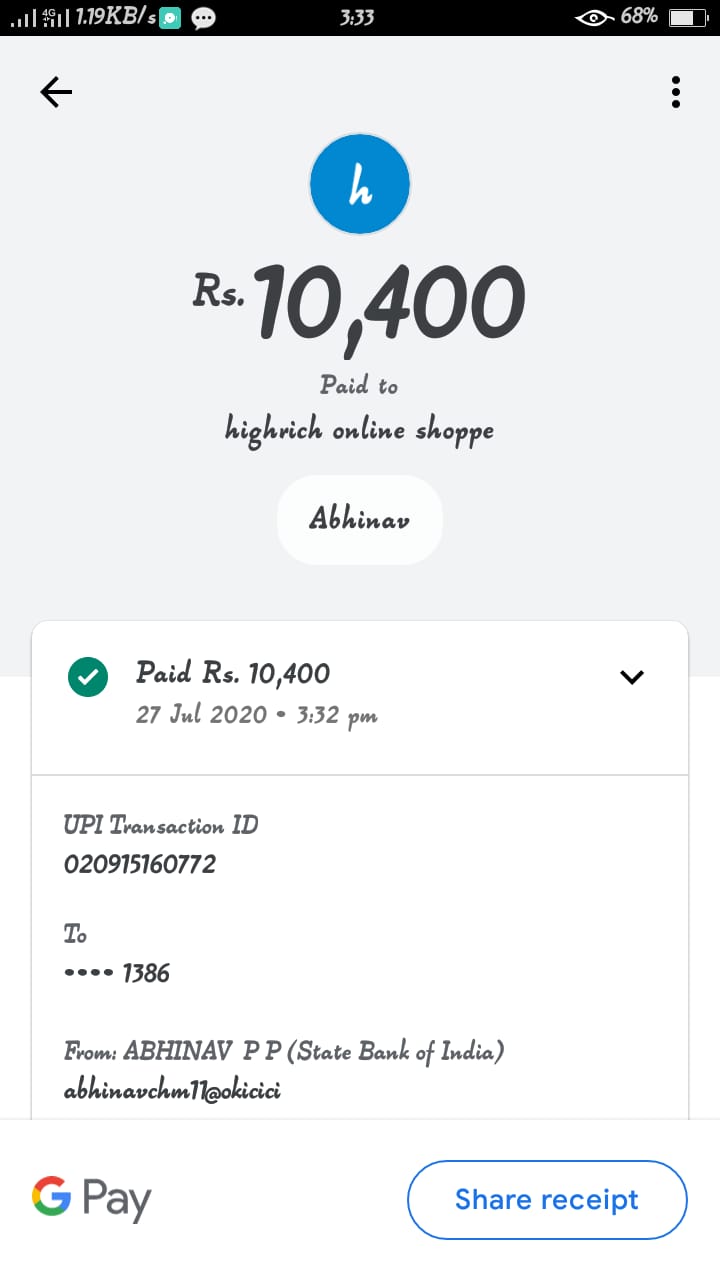 4G 1.19KB/s 3:33 68%
h
Rs. 10,400
Paid to
highrich online shoppe
Abhinav
Paid Rs. 10,400
27 Jul 2020 • 3:32 pm
UPI Transaction ID
020915160772
To
•••• 1386
From: ABHINAV P P (State Bank of India)
abhinavchm11@okicici
G Pay
Share receipt